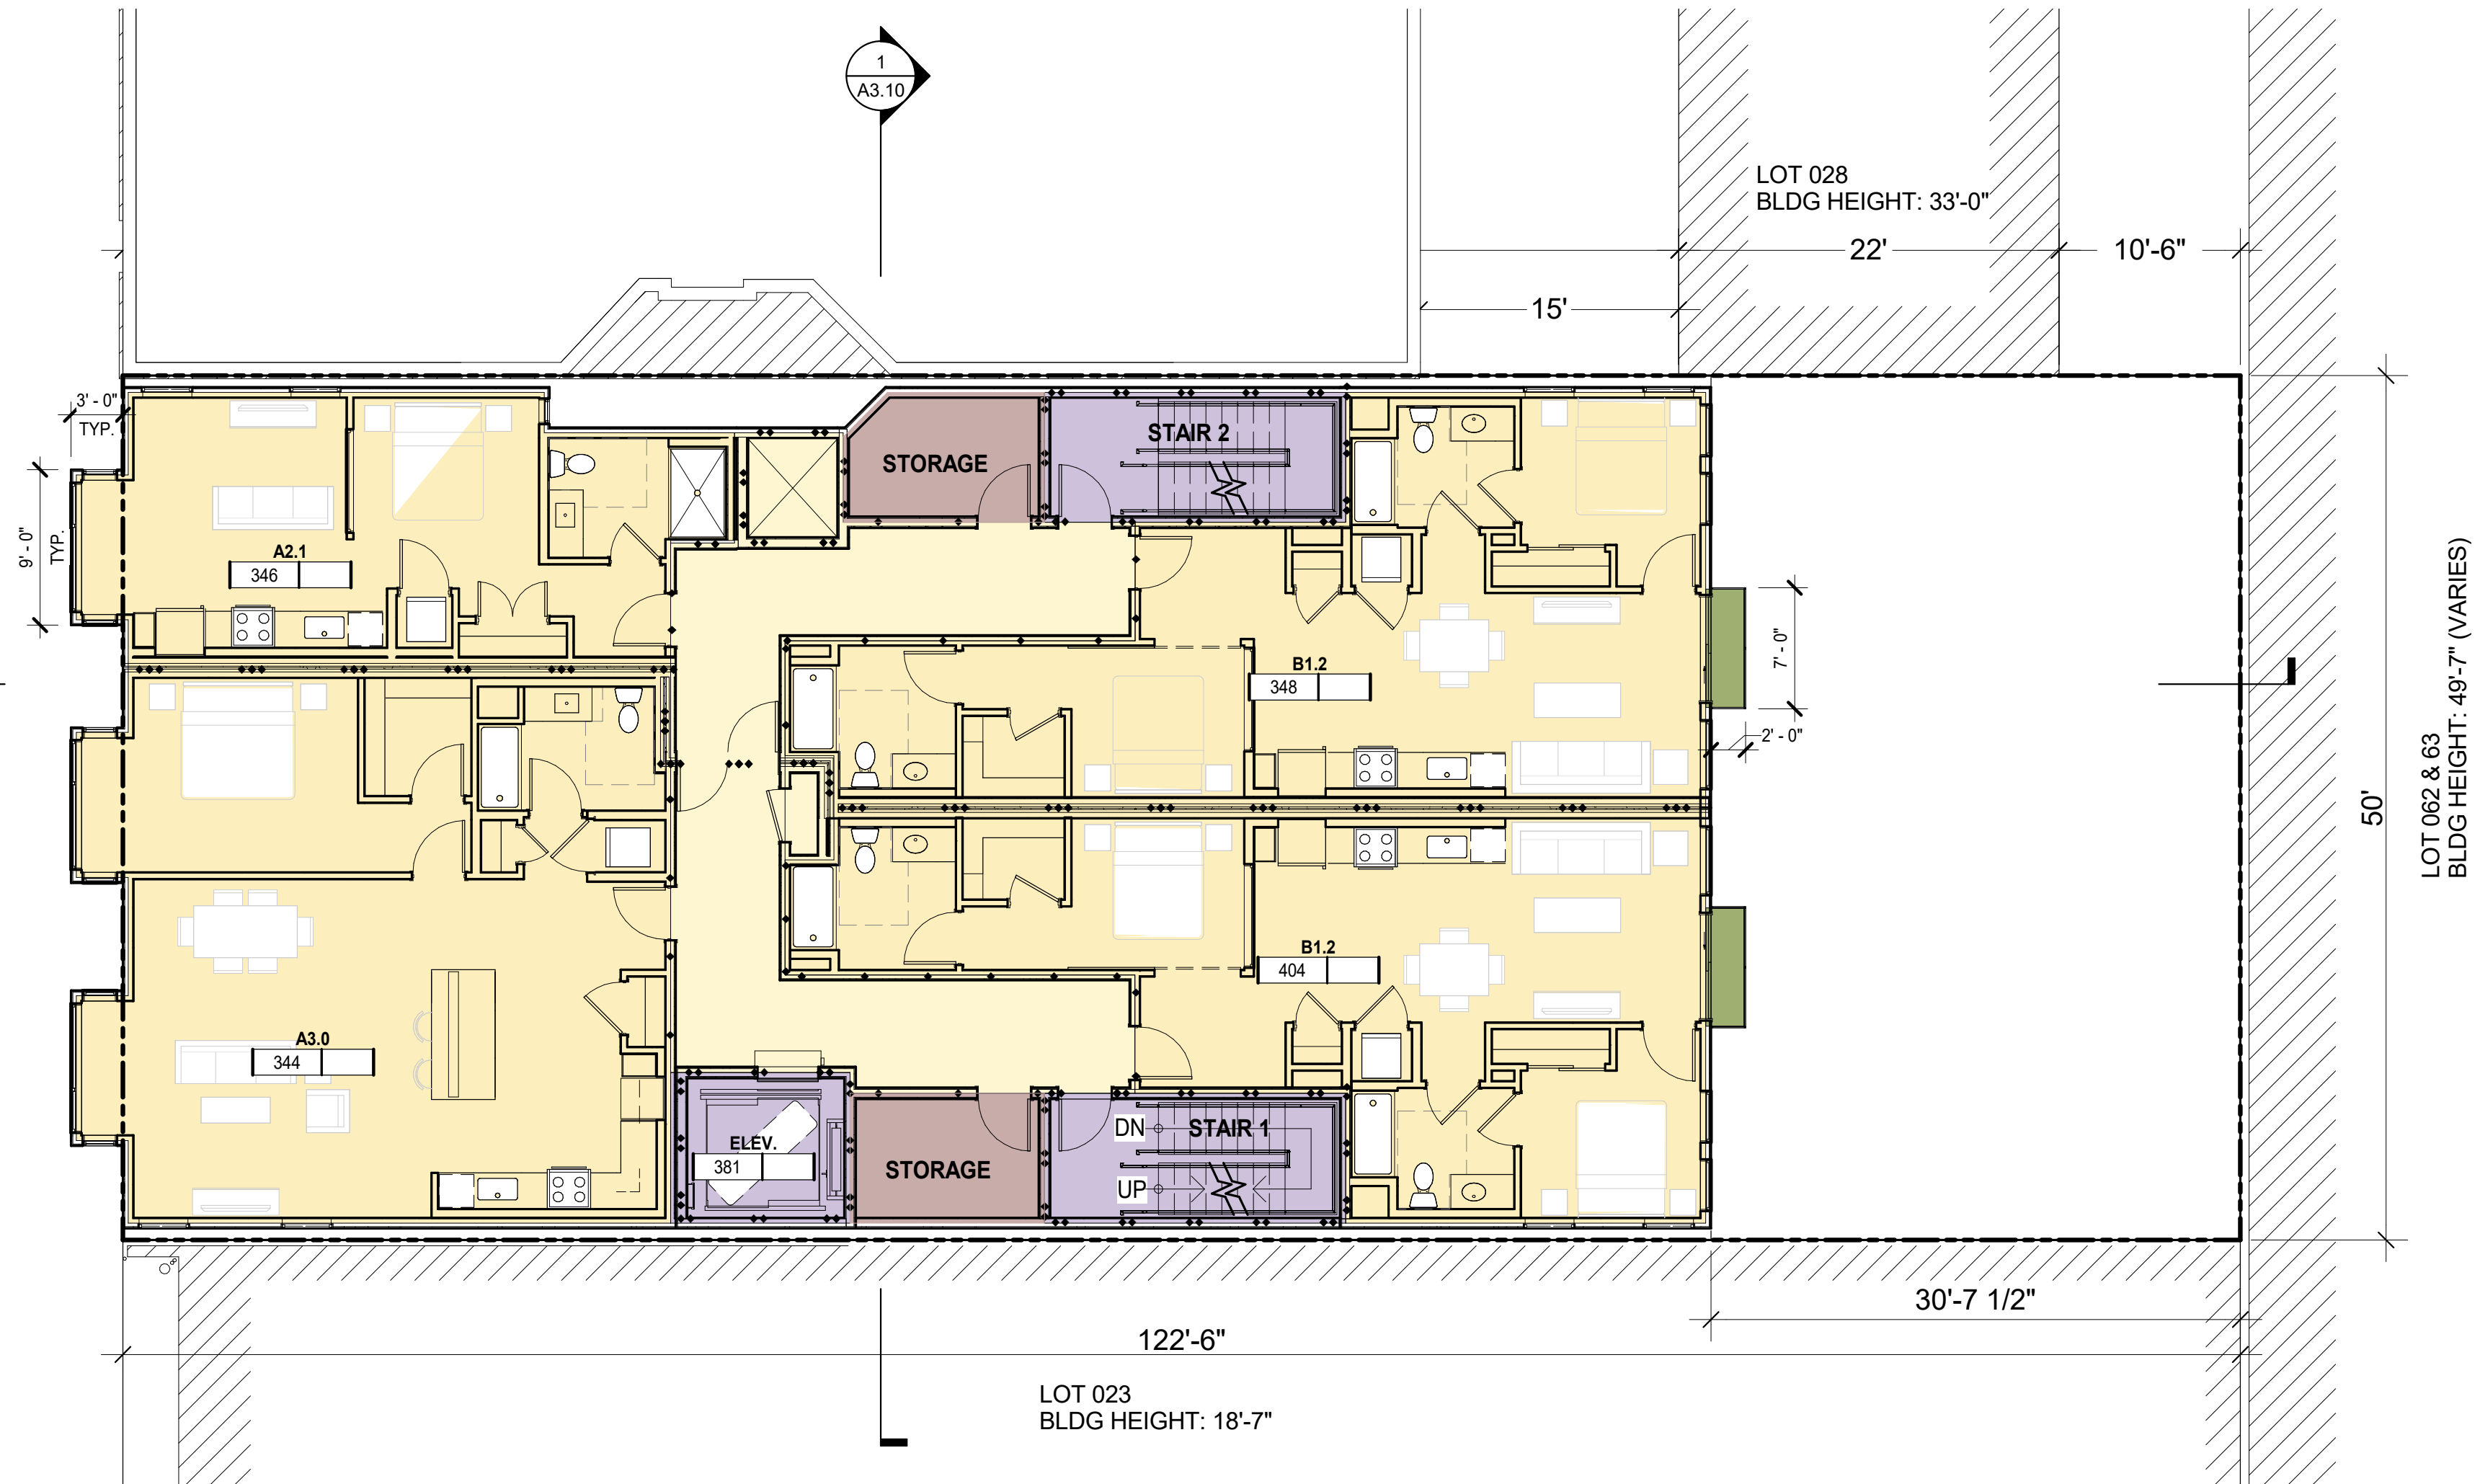 1
A3.10
LOT 028
BLDG HEIGHT: 33'-0"
22'
10'-6"
15'
3' - 0"
TYP.
9' - 0"
TYP.
STORAGE
STAIR 2
A2.1
346
B1.2
348
7' - 0"
2' - 0"
50'
LOT 062 & 63
BLDG HEIGHT: 49'-7" (VARIES)
B1.2
404
A3.0
344
ELEV.
381
STORAGE
DN
STAIR 1
UP
30'-7 1/2"
122'-6"
LOT 023
BLDG HEIGHT: 18'-7"